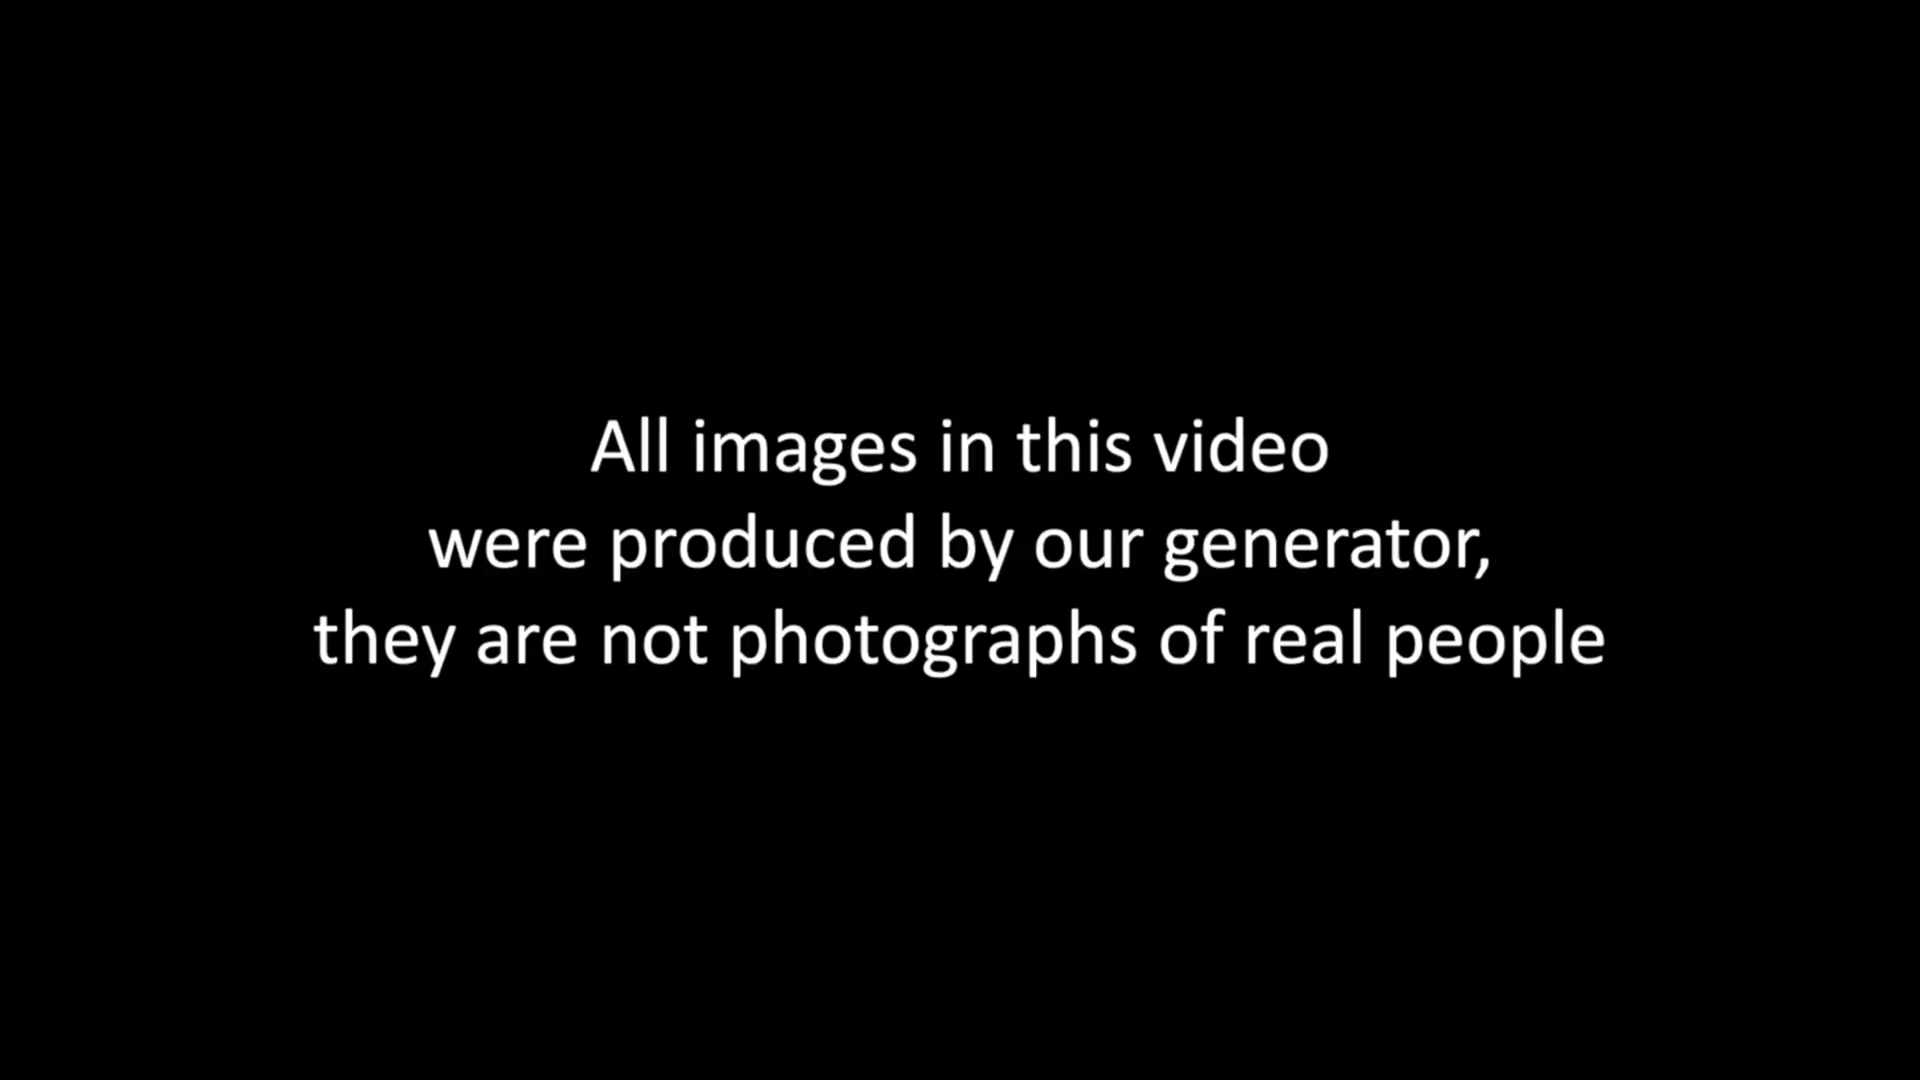 All images in this video
were produced by our generator,
they are not photographs of real people